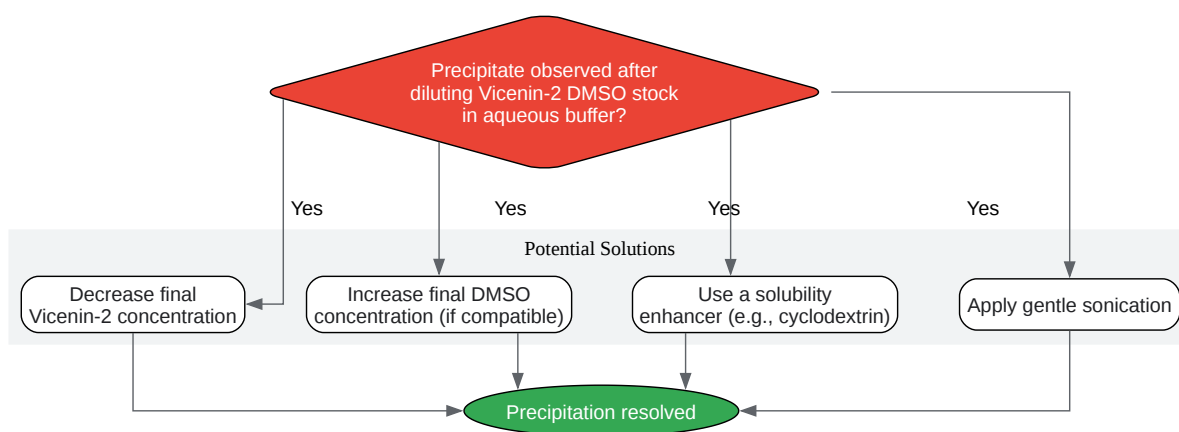 Precipitate observed after
diluting Vicenin-2 DMSO stock
in aqueous buffer?
Yes
Yes
Yes
Yes
Potential Solutions
Decrease final
Vicenin-2 concentration
Increase final DMSO
concentration (if compatible)
Use a solubility
enhancer (e.g., cyclodextrin)
Apply gentle sonication
Precipitation resolved